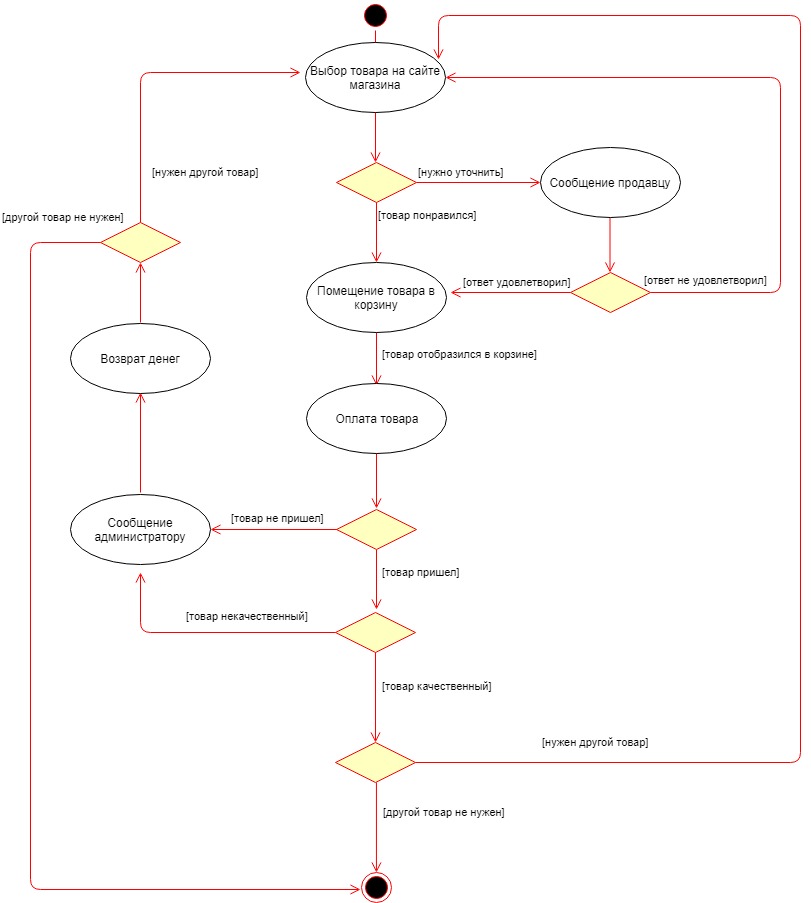 Выбор товара на сайте
магазина
[нужен другой товар]
[нужно уточнить]
Сообщение продавцу
[другой товар не нужен]
[товар понравился]
[ответ удовлетворил]
[ответ не удовлетворил]
Помещение товара в
корзину
Возврат денег
[товар отобразился в корзине]
Оплата товара
[товар не пришел]
Сообщение
администратору
[товар пришел]
[товар некачественный]
[товар качественный]
[нужен другой товар]
[другой товар не нужен]